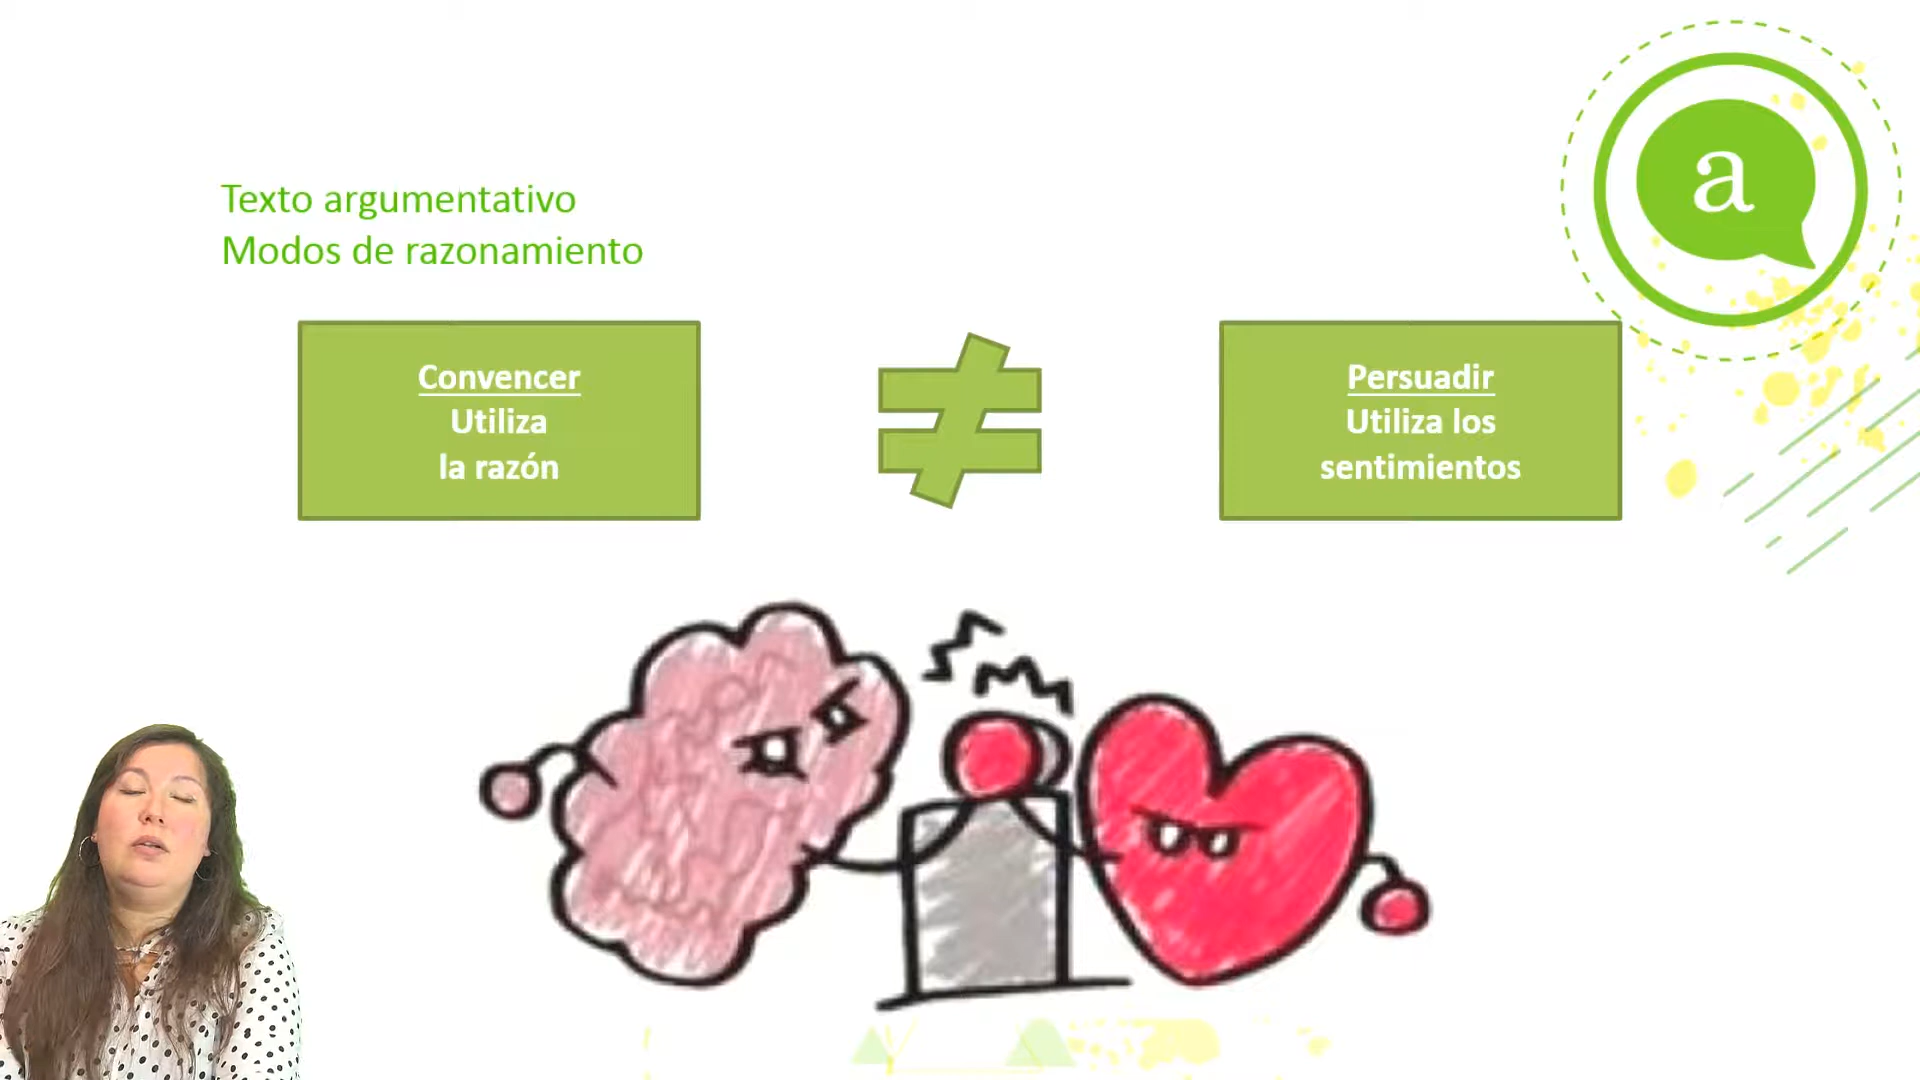 a
Texto argumentativo
Modos de razonamiento
Convencer
Utiliza
la razón
≠
Persuadir
Utiliza los
sentimientos